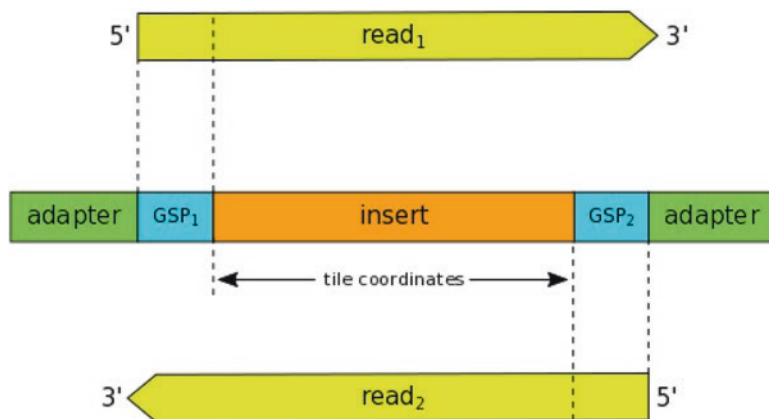 5' read₁ 3'
adapter GSP₁ insert GSP₂ adapter
tile coordinates
3' read₂ 5'